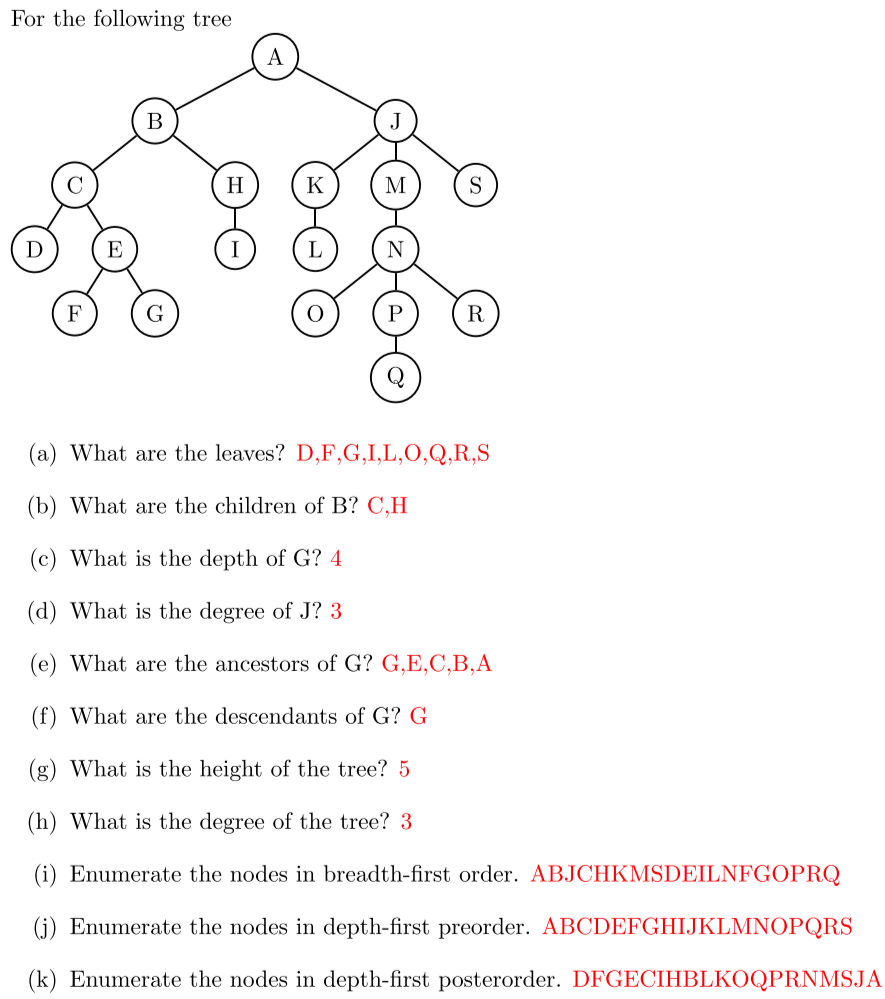 For the following tree
A
B J
C H K M S
D E I L N
F G O P R
Q
(a) What are the leaves? D,F,G,I,L,O,Q,R,S
(b) What are the children of B? C,H
(c) What is the depth of G? 4
(d) What is the degree of J? 3
(e) What are the ancestors of G? G,E,C,B,A
(f) What are the descendants of G? G
(g) What is the height of the tree? 5
(h) What is the degree of the tree? 3
(i) Enumerate the nodes in breadth-first order. ABJCHKMSDEILNFGOPRQ
(j) Enumerate the nodes in depth-first preorder. ABCDEFGHIJKLMNOPQRS
(k) Enumerate the nodes in depth-first posterorder. DFGECIHBLKOQPRNMSJA